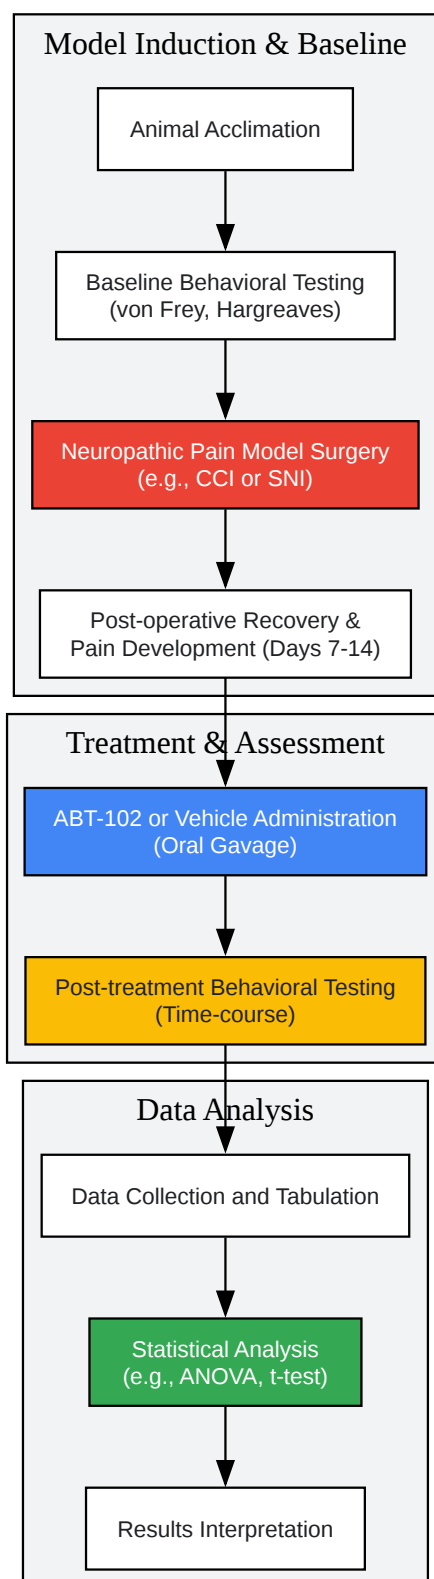 Model Induction & Baseline
Animal Acclimation
Baseline Behavioral Testing
(von Frey, Hargreaves)
Neuropathic Pain Model Surgery
(e.g., CCI or SNI)
Post-operative Recovery &
Pain Development (Days 7-14)
Treatment & Assessment
ABT-102 or Vehicle Administration
(Oral Gavage)
Post-treatment Behavioral Testing
(Time-course)
Data Analysis
Data Collection and Tabulation
Statistical Analysis
(e.g., ANOVA, t-test)
Results Interpretation